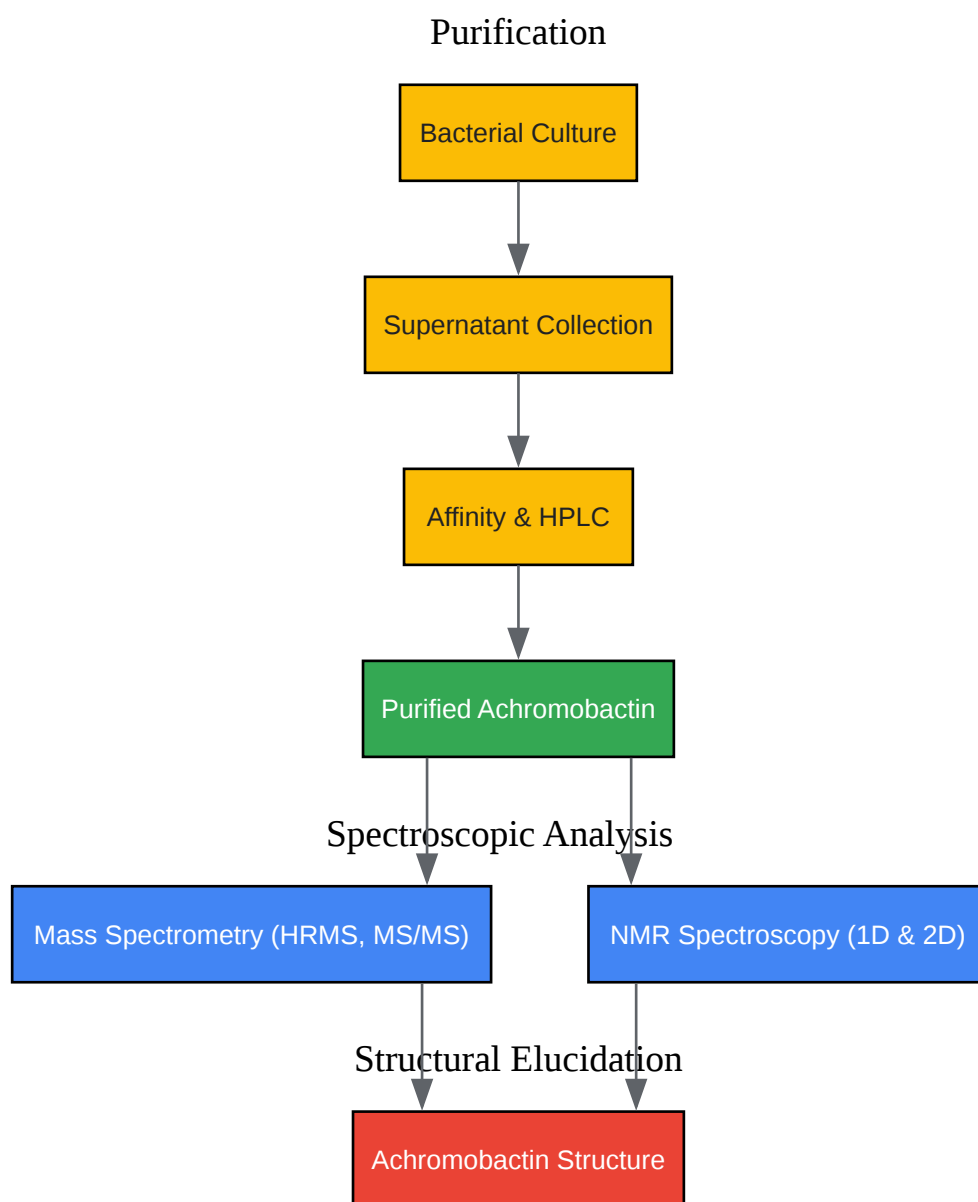 Purification
Bacterial Culture
Supernatant Collection
Affinity & HPLC
Purified Achromobactin
Spectroscopic Analysis
Mass Spectrometry (HRMS, MS/MS)
NMR Spectroscopy (1D & 2D)
Structural Elucidation
Achromobactin Structure